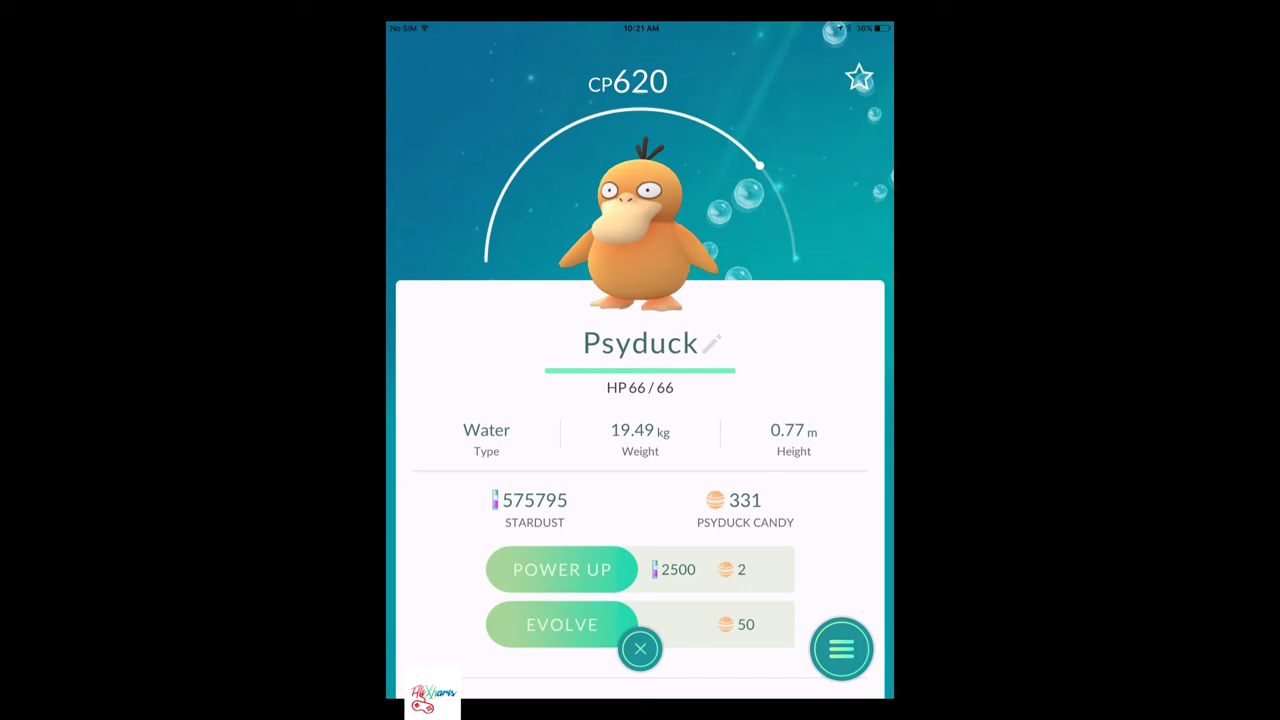 No SIM 10:21 AM 36%
CP620
Psyduck
HP 66 / 66
Water 19.49 kg 0.77 m
Type Weight Height
575795 331
STARDUST PSYDUCK CANDY
POWER UP 2500 2
EVOLVE 50